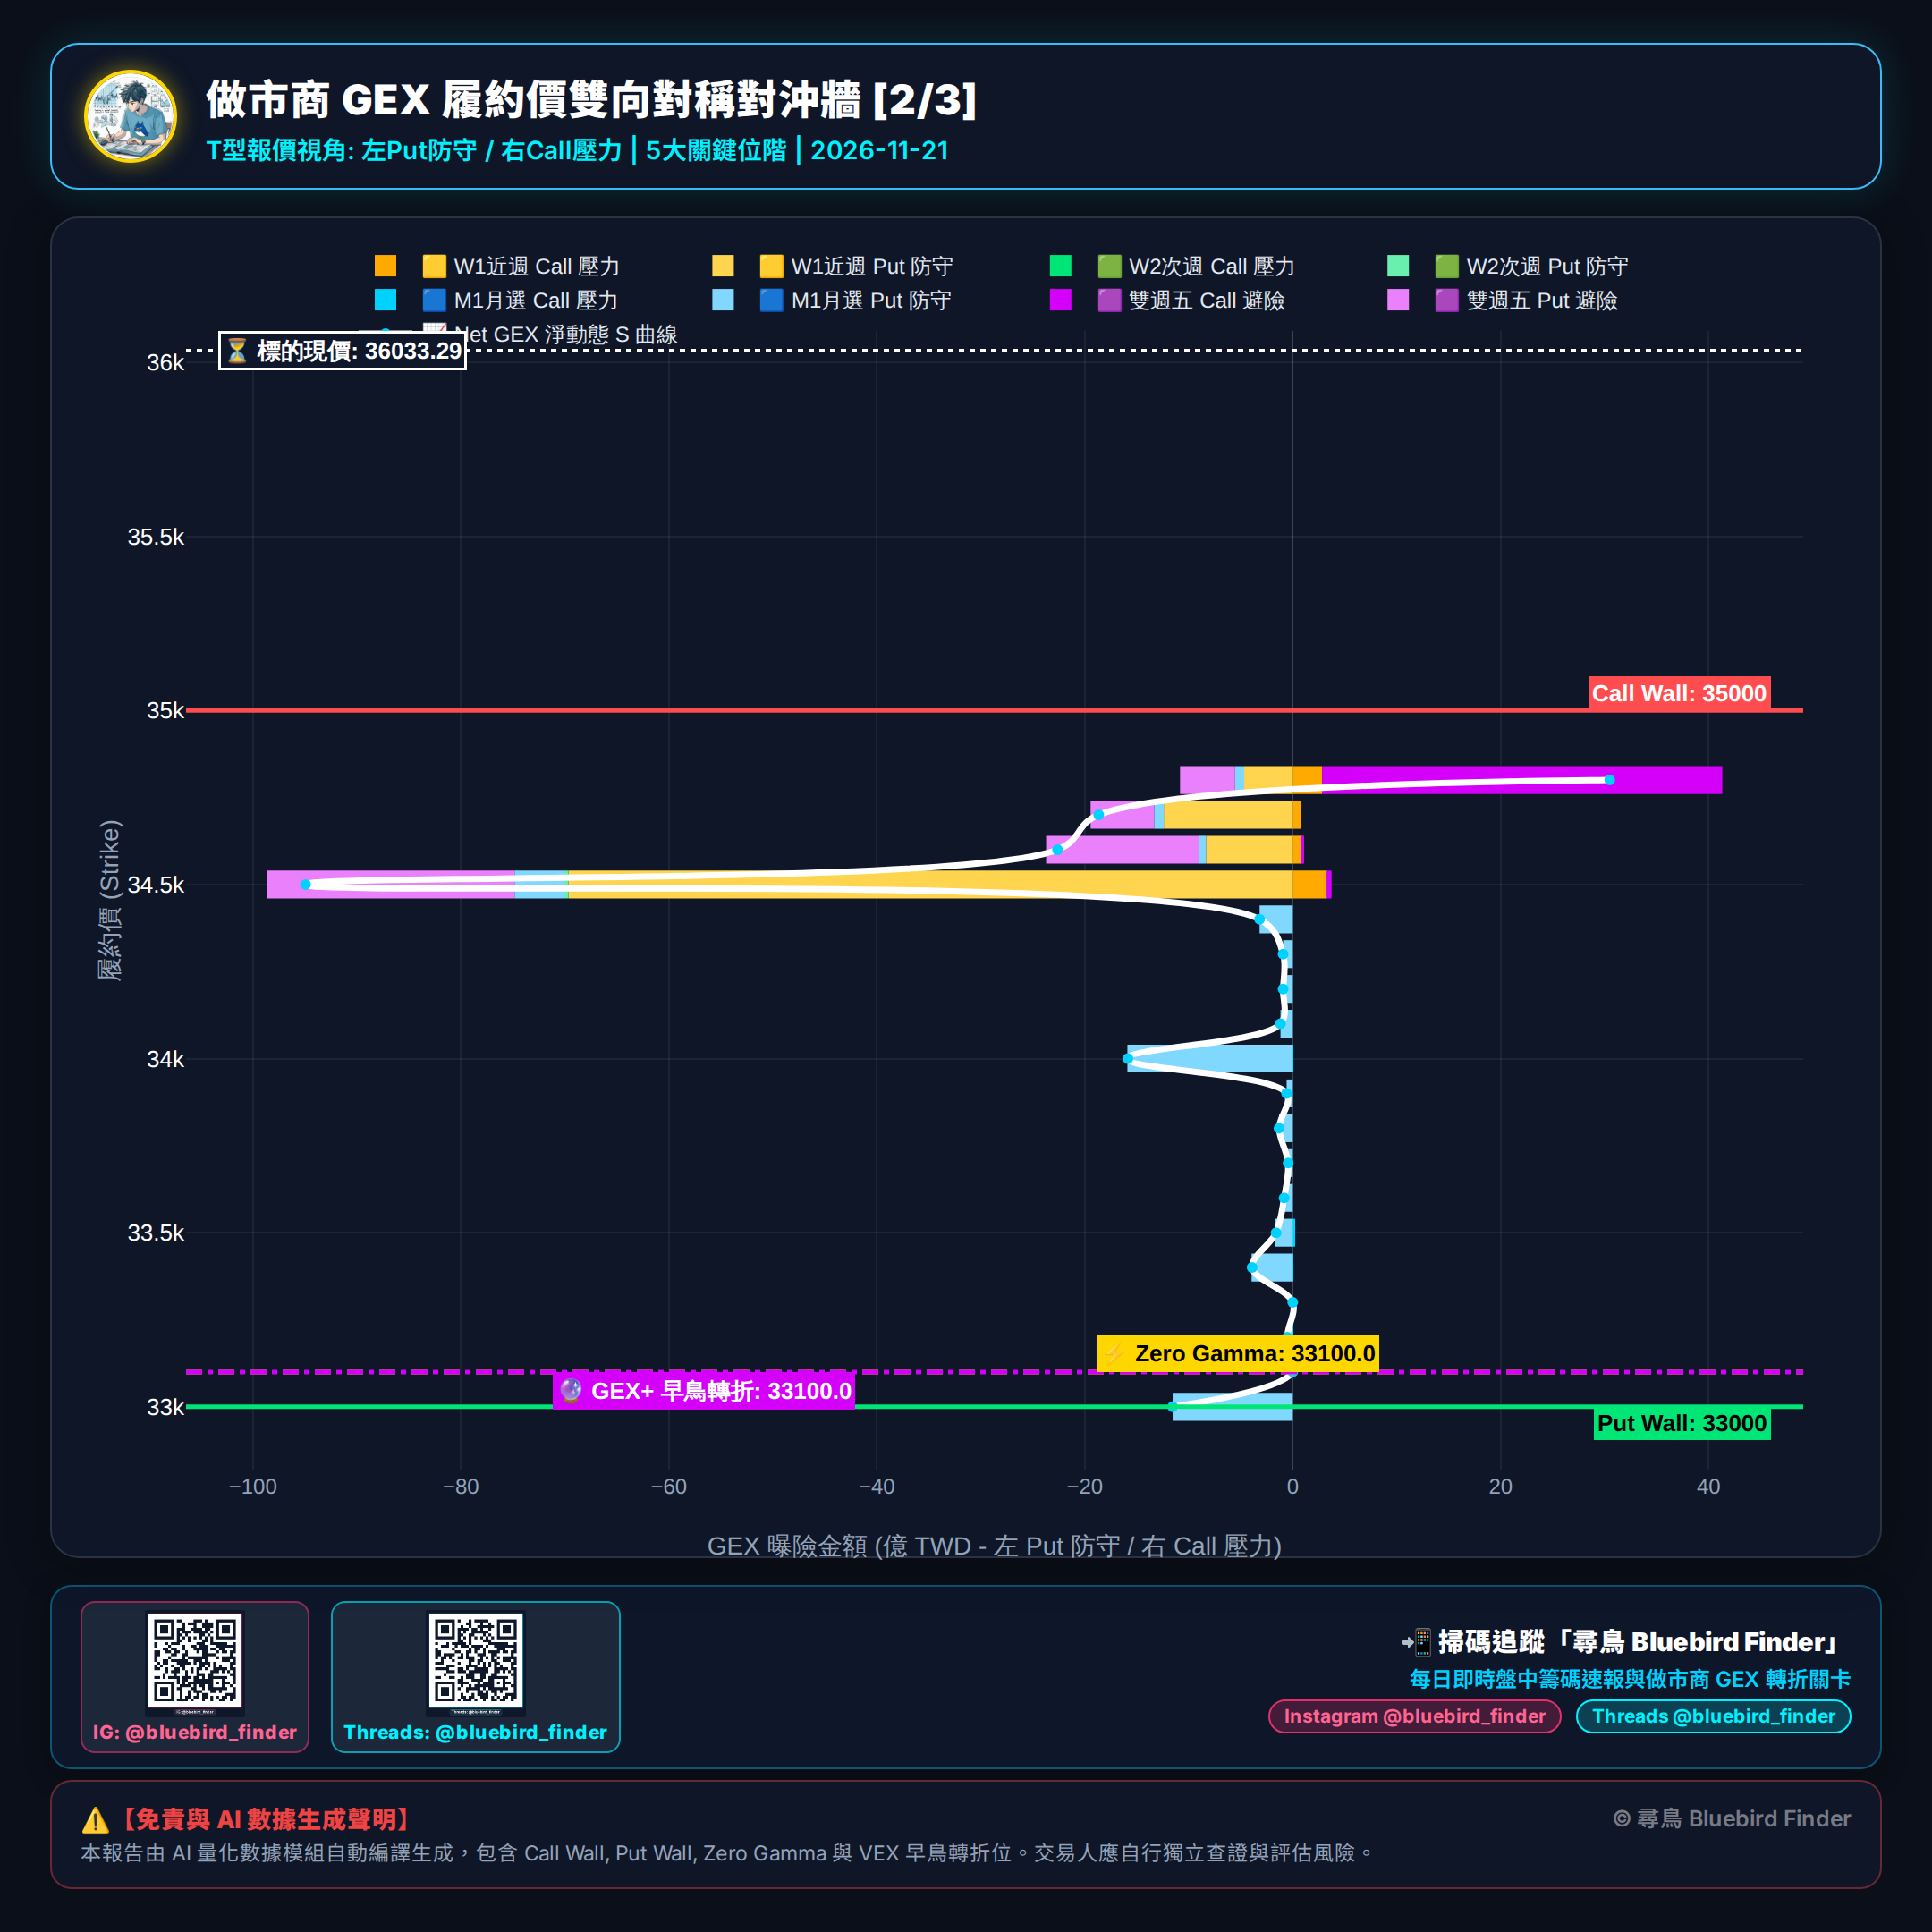 做市商 GEX 履約價雙向對稱對沖牆 [2/3]
T型報價視角: 左Put防守 / 右Call壓力 | 5大關鍵位階 | 2026-11-21
W1近週 Call 壓力
W1近週 Put 防守
W2次週 Call 壓力
W2次週 Put 防守
M1月選 Call 壓力
M1月選 Put 防守
雙週五 Call 避險
雙週五 Put 避險
Net GEX 淨動態 S 曲線
標的現價: 36033.29
36k
35.5k
35k
34.5k
34k
33.5k
33k
履約價 (Strike)
Call Wall: 35000
Zero Gamma: 33100.0
GEX+ 早鳥轉折: 33100.0
Put Wall: 33000
−100
−80
−60
−40
−20
0
20
40
GEX 曝險金額 (億 TWD - 左 Put 防守 / 右 Call 壓力)
IG: @bluebird_finder
Threads: @bluebird_finder
掃碼追蹤「尋鳥 Bluebird Finder」
每日即時盤中籌碼速報與做市商 GEX 轉折關卡
Instagram @bluebird_finder
Threads @bluebird_finder
【免責與 AI 數據生成聲明】
© 尋鳥 Bluebird Finder
本報告由 AI 量化數據模組自動編譯生成，包含 Call Wall, Put Wall, Zero Gamma 與 VEX 早鳥轉折位。交易人應自行獨立查證與評估風險。